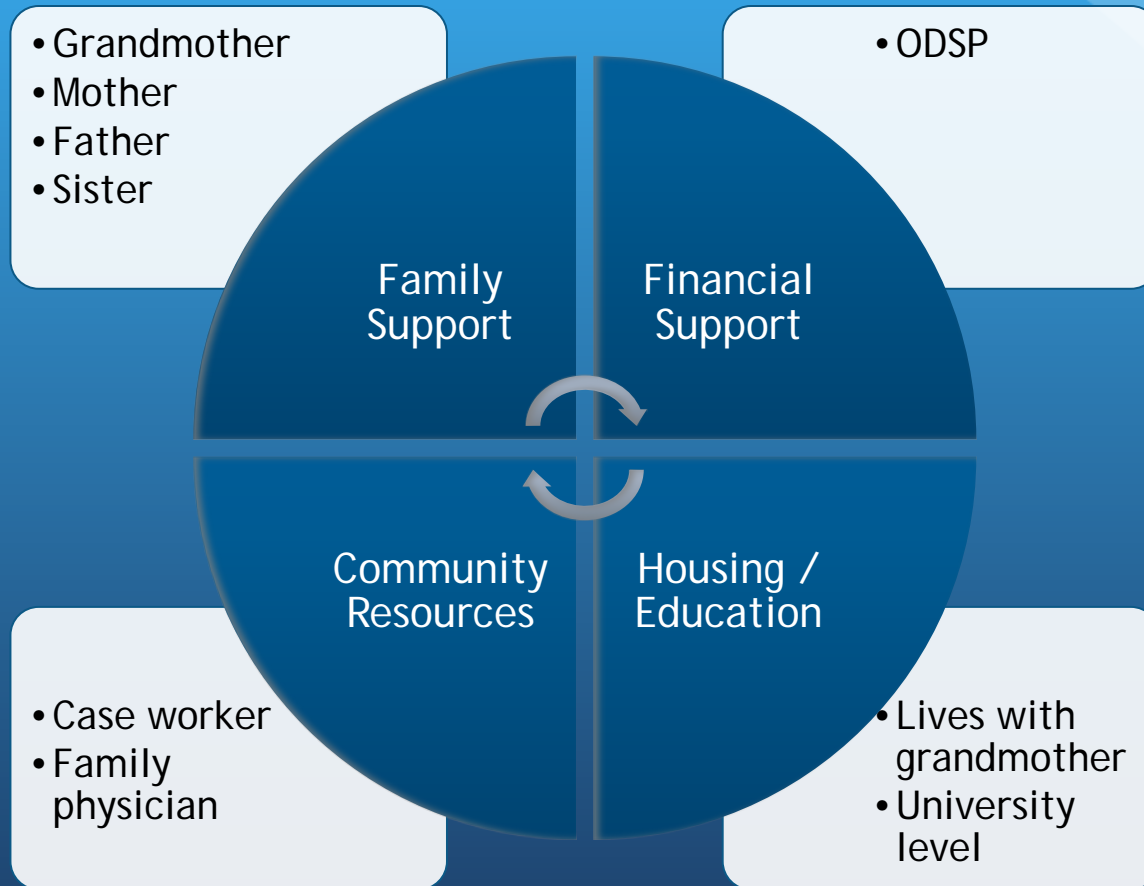 • Grandmother
• Mother
• Father
• Sister
• ODSP
Family
Support
Financial
Support
Community
Resources
Housing /
Education
• Case worker
• Family
physician
• Lives with
grandmother
• University
level